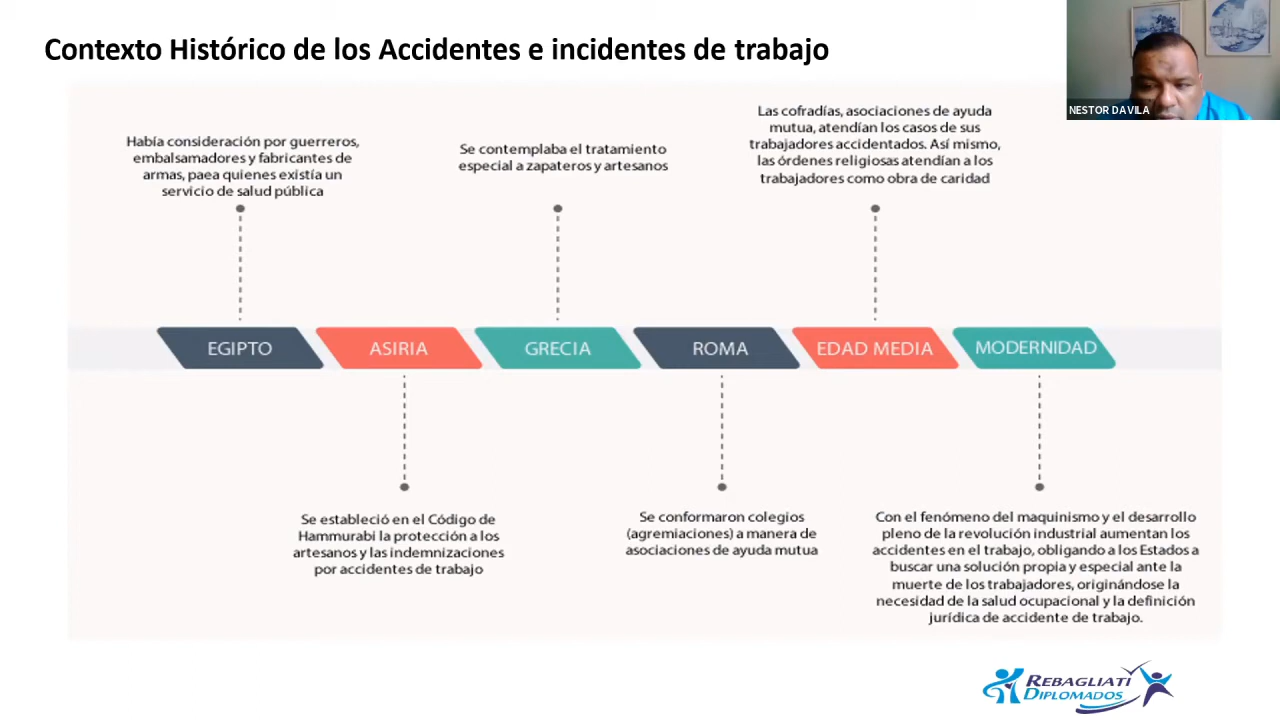 Contexto Histórico de los Accidentes e incidentes de trabajo
NESTOR DAVILA
Había consideración por guerreros,
embalsamadores y fabricantes de
armas, paea quienes existía un
servicio de salud pública
Se contemplaba el tratamiento
especial a zapateros y artesanos
Las cofradías, asociaciones de ayuda
mutua, atendían los casos de sus
trabajadores accidentados. Así mismo,
las órdenes religiosas atendían a los
trabajadores como obra de caridad
EGIPTO
ASIRIA
GRECIA
ROMA
EDAD MEDIA
MODERNIDAD
Se estableció en el Código de
Hammurabi la protección a los
artesanos y las indemnizaciones
por accidentes de trabajo
Se conformaron colegios
(agremiaciones) a manera de
asociaciones de ayuda mutua
Con el fenómeno del maquinismo y el desarrollo
pleno de la revolución industrial aumentan los
accidentes en el trabajo, obligando a los Estados a
buscar una solución propia y especial ante la
muerte de los trabajadores, originándose la
necesidad de la salud ocupacional y la definición
jurídica de accidente de trabajo.
REBAGLIATI
DIPLOMADOS